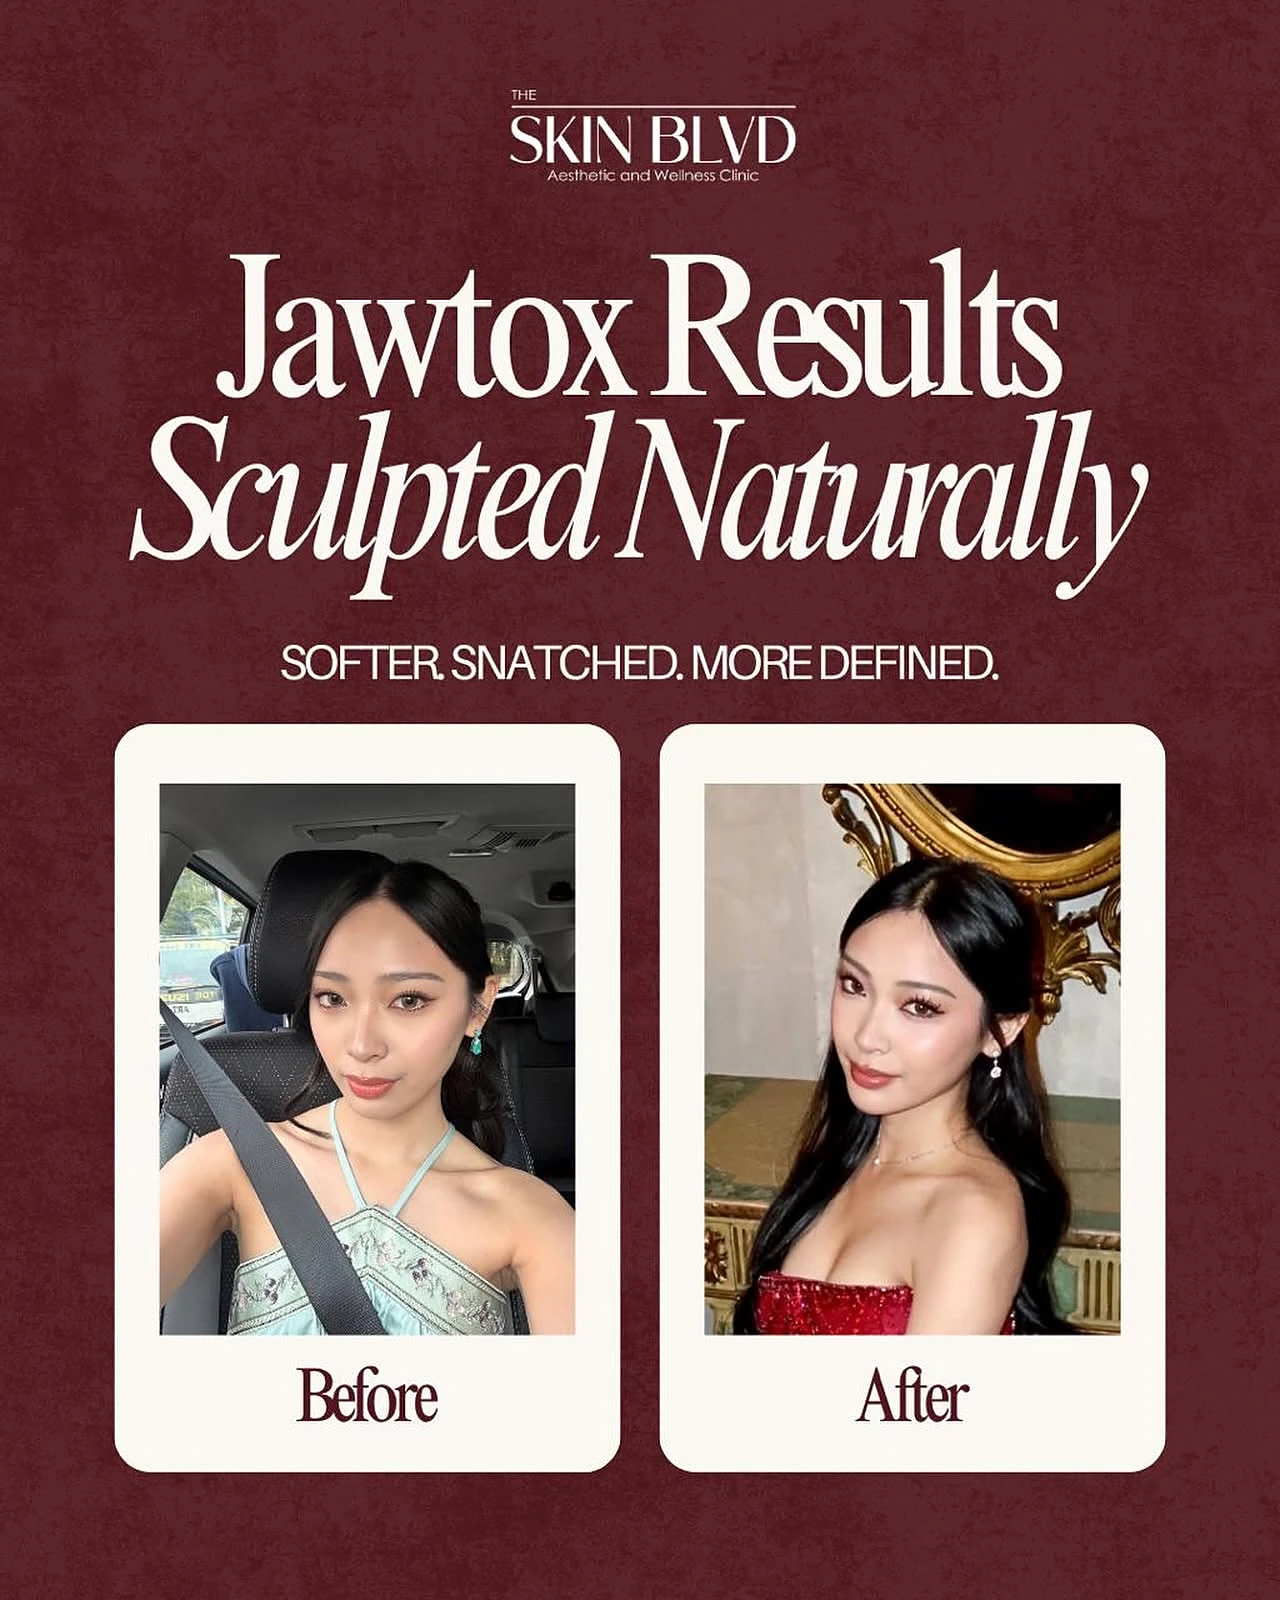 THE
SKIN BLVD
Aesthetic and Wellness Clinic
Jawtox Results
Sculpted Naturally
SOFTER. SNATCHED. MORE DEFINED.
Before
After